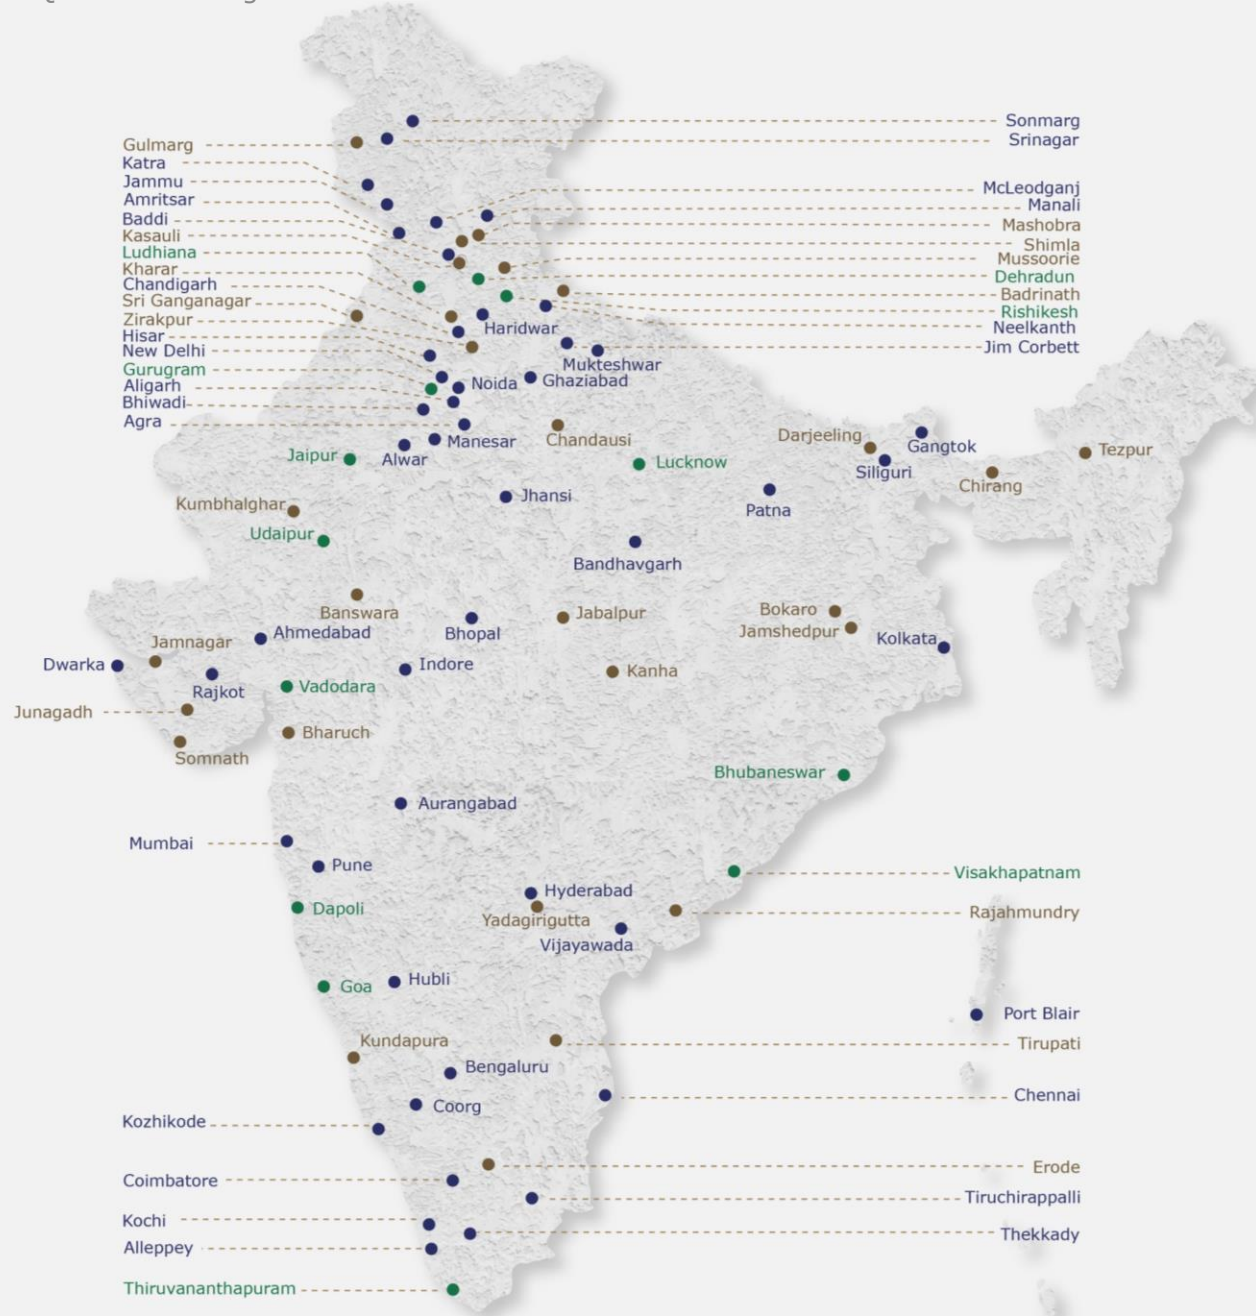 Sonmarg
Srinagar
Gulmarg
Katra
Jammu
Amritsar
Baddi
Kasauli
Ludhiana
Kharar
Chandigarh
Sri Ganganagar
Zirakpur
Hisar
New Delhi
Gurugram
Aligarh
Bhiwadi
Agra
McLeodganj
Manali
Mashobra
Shimla
Mussoorie
Dehradun
Badrinath
Rishikesh
Neelkanth
Jim Corbett
Haridwar
Mukteshwar
Noida
Ghaziabad
Manesar
Chandausi
Jaipur
Alwar
Lucknow
Darjeeling
Gangtok
Siliguri
Tezpur
Chirang
Kumbhalghar
Jhansi
Patna
Udaipur
Bandhavgarh
Banswara
Jabalpur
Bokaro
Jamnagar
Ahmedabad
Bhopal
Jamshedpur
Kolkata
Dwarka
Rajkot
Indore
Kanha
Vadodara
Junagadh
Bharuch
Somnath
Bhubaneswar
Aurangabad
Mumbai
Pune
Visakhapatnam
Hyderabad
Dapoli
Yadagirigutta
Rajahmundry
Vijayawada
Goa
Hubli
Port Blair
Kundapura
Tirupati
Bengaluru
Chennai
Coorg
Kozhikode
Erode
Coimbatore
Tiruchirappalli
Kochi
Thekkady
Alleppey
Thiruvananthapuram